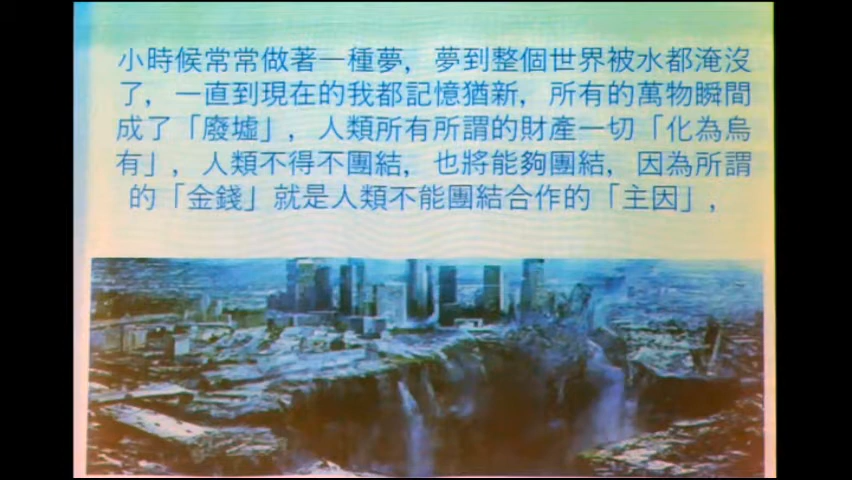 小時候常常做著一種夢，夢到整個世界被水都淹沒
了，一直到現在的我都記憶猶新，所有的萬物瞬間
成了「廢墟」，人類所有所謂的財產一切「化為烏
有」，人類不得不團結，也將能夠團結，因為所謂
的「金錢」就是人類不能團結合作的「主因」，